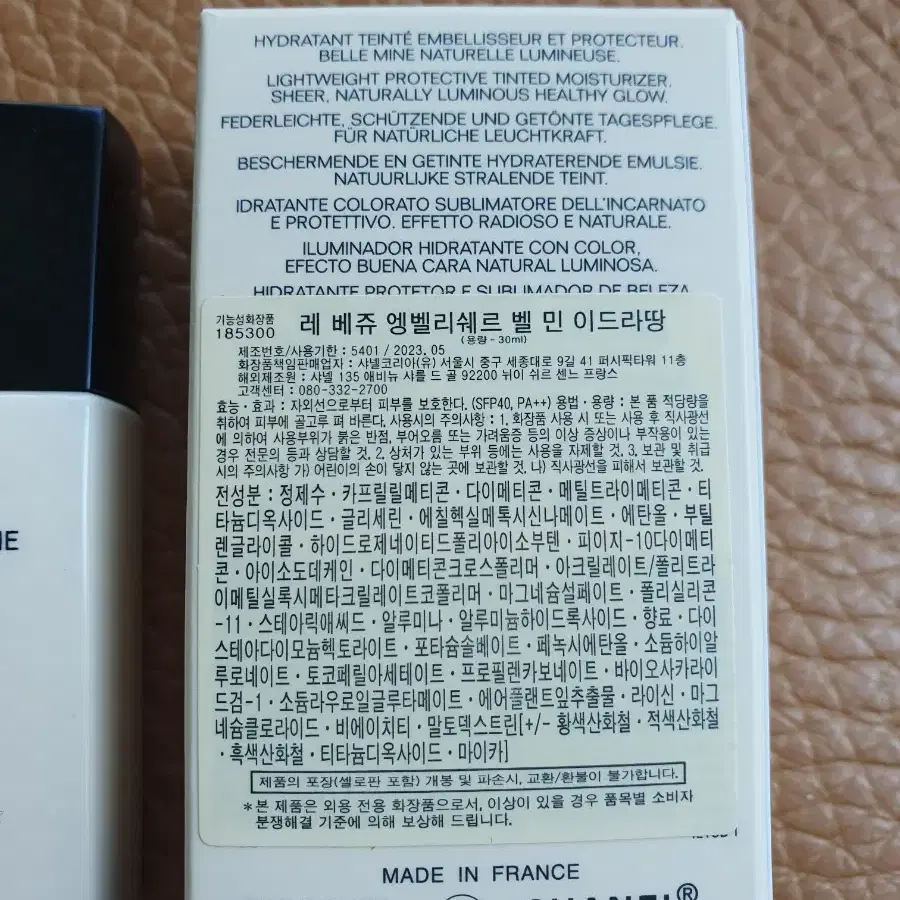 HYDRATANT TEINTÉ EMBELLISSEUR ET PROTECTEUR.
BELLE MINE NATURELLE LUMINEUSE.
LIGHTWEIGHT PROTECTIVE TINTED MOISTURIZER.
SHEER, NATURALLY LUMINOUS HEALTHY GLOW.
FEDERLEICHTE, SCHÜTZENDE UND GETÖNTE TAGESPFLEGE.
FÜR NATÜRLICHE LEUCHTKRAFT.
BESCHERMENDE EN GETINTE HYDRATERENDE EMULSIE.
NATUURLIJKE STRALENDE TEINT.
IDRATANTE COLORATO SUBLIMATORE DELL'INCARNATO
E PROTETTIVO. EFFETTO RADIOSO E NATURALE.
ILUMINADOR HIDRATANTE CON COLOR,
EFECTO BUENA CARA NATURAL LUMINOSA.
HIDRATANTE PROTETOR E SUBLIMADOR DE BELEZA
기능성화장품
185300
레 베쥬 엥벨리쉐르 벨 민 이드라땅
(용량 - 30ml)
제조번호/사용기한 : 5401 / 2023. 05
화장품책임판매업자 : 샤넬코리아(유) 서울시 중구 세종대로 9길 41 퍼시픽타워 11층
해외제조원 : 샤넬 135 애비뉴 샤를 드 골 92200 뉘이 쉬르 센느 프랑스
고객센터 : 080-332-2700
효능 · 효과 : 자외선으로부터 피부를 보호한다. (SFP40, PA++) 용법 · 용량 : 본 품 적당량을
취하여 피부에 골고루 펴 바른다. 사용시의 주의사항 : 1. 화장품 사용 시 또는 사용 후 직사광선
에 의하여 사용부위가 붉은 반점, 부어오름 또는 가려움증 등의 이상 증상이나 부작용이 있는
경우 전문의 등과 상담할 것. 2. 상처가 있는 부위 등에는 사용을 자제할 것. 3. 보관 및 취급
시의 주의사항 가) 어린이의 손이 닿지 않는 곳에 보관할 것. 나) 직사광선을 피해서 보관할 것.
전성분 : 정제수 · 카프릴릴메티콘 · 다이메티콘 · 메틸트라이메티콘 · 티
타늄디옥사이드 · 글리세린 · 에칠헥실메톡시신나메이트 · 에탄올 · 부틸
렌글라이콜 · 하이드로제네이티드폴리아이소부텐 · 피이지-10다이메티
콘 · 아이소도데케인 · 다이메티콘크로스폴리머 · 아크릴레이트/폴리트라
이메틸실록시메타크릴레이트코폴리머 · 마그네슘설페이트 · 폴리실리콘
-11 · 스테아릭애씨드 · 알루미나 · 알루미늄하이드록사이드 · 향료 · 다이
스테아다이모늄헥토라이트 · 포타슘솔베이트 · 페녹시에탄올 · 소듐하이알
루로네이트 · 토코페릴아세테이트 · 프로필렌카보네이트 · 바이오사카라이
드검-1 · 소듐라우로일글루타메이트 · 에어플랜트잎추출물 · 라이신 · 마그
네슘클로라이드 · 비에이치티 · 말토덱스트린[+/- 황색산화철 · 적색산화철
· 흑색산화철 · 티타늄디옥사이드 · 마이카]
제품의 포장(셀로판 포함) 개봉 및 파손시, 교환/환불이 불가합니다.
*본 제품은 외용 전용 화장품으로서, 이상이 있을 경우 품목별 소비자
분쟁해결 기준에 의해 보상해 드립니다.
MADE IN FRANCE
CHANEL®